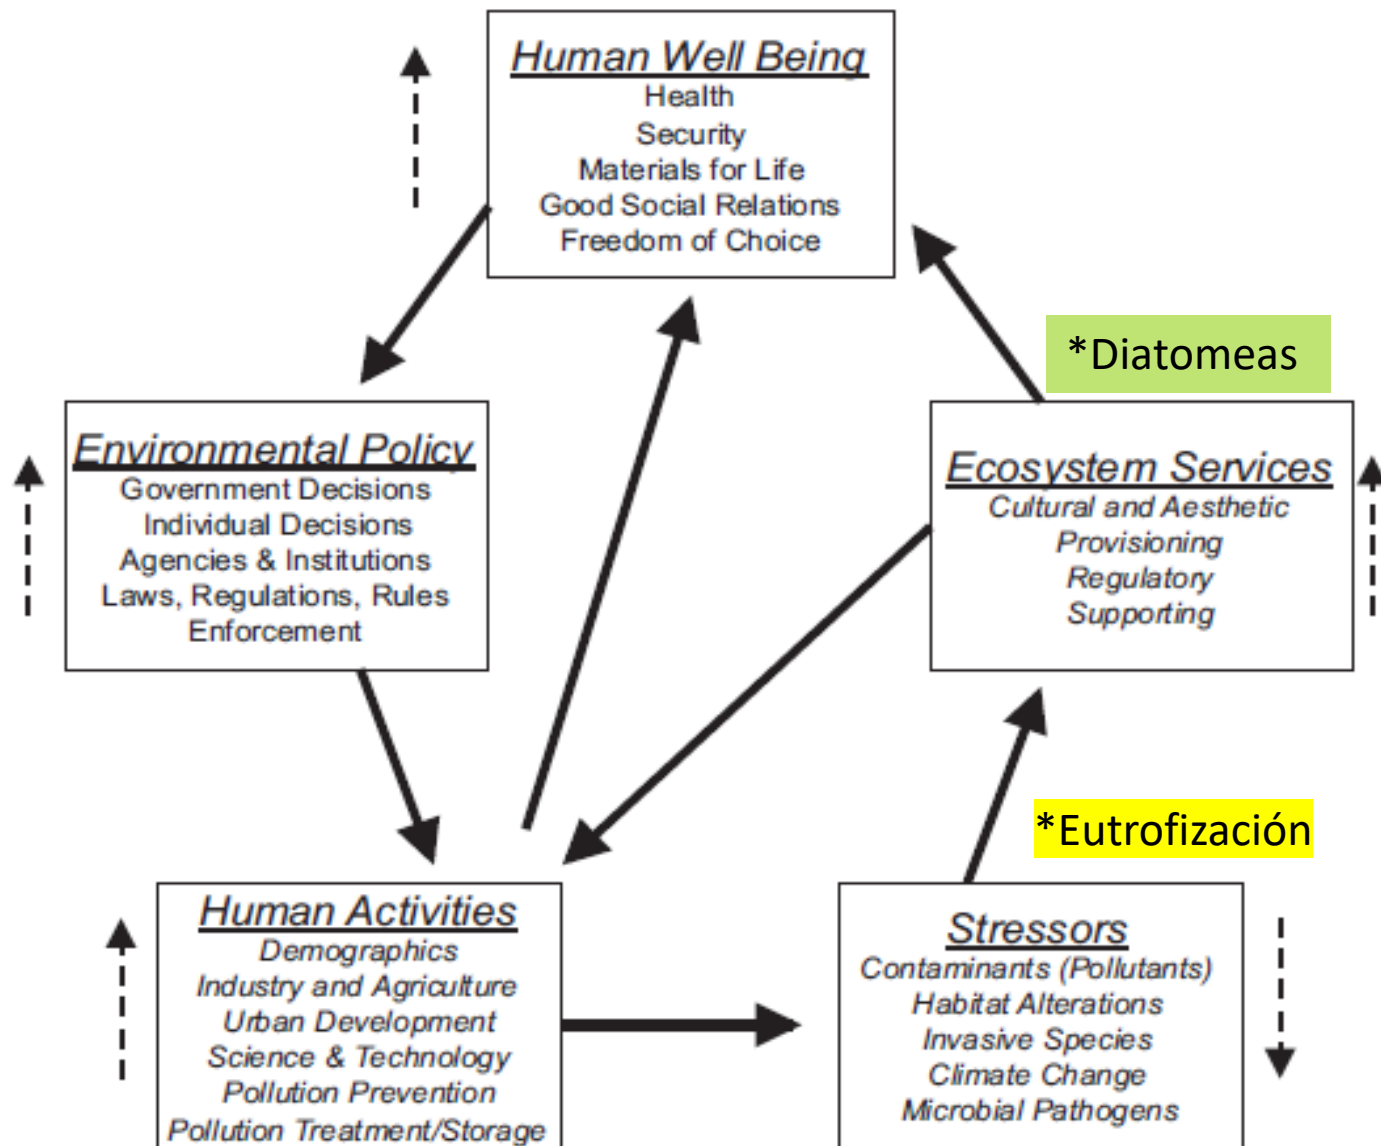 Human Well Being
Health
Security
Materials for Life
Good Social Relations
Freedom of Choice
*Diatomeas
Environmental Policy
Government Decisions
Individual Decisions
Agencies & Institutions
Laws, Regulations, Rules
Enforcement
Ecosystem Services
Cultural and Aesthetic
Provisioning
Regulatory
Supporting
*Eutrofización
Human Activities
Demographics
Industry and Agriculture
Urban Development
Science & Technology
Pollution Prevention
Pollution Treatment/Storage
Stressors
Contaminants (Pollutants)
Habitat Alterations
Invasive Species
Climate Change
Microbial Pathogens